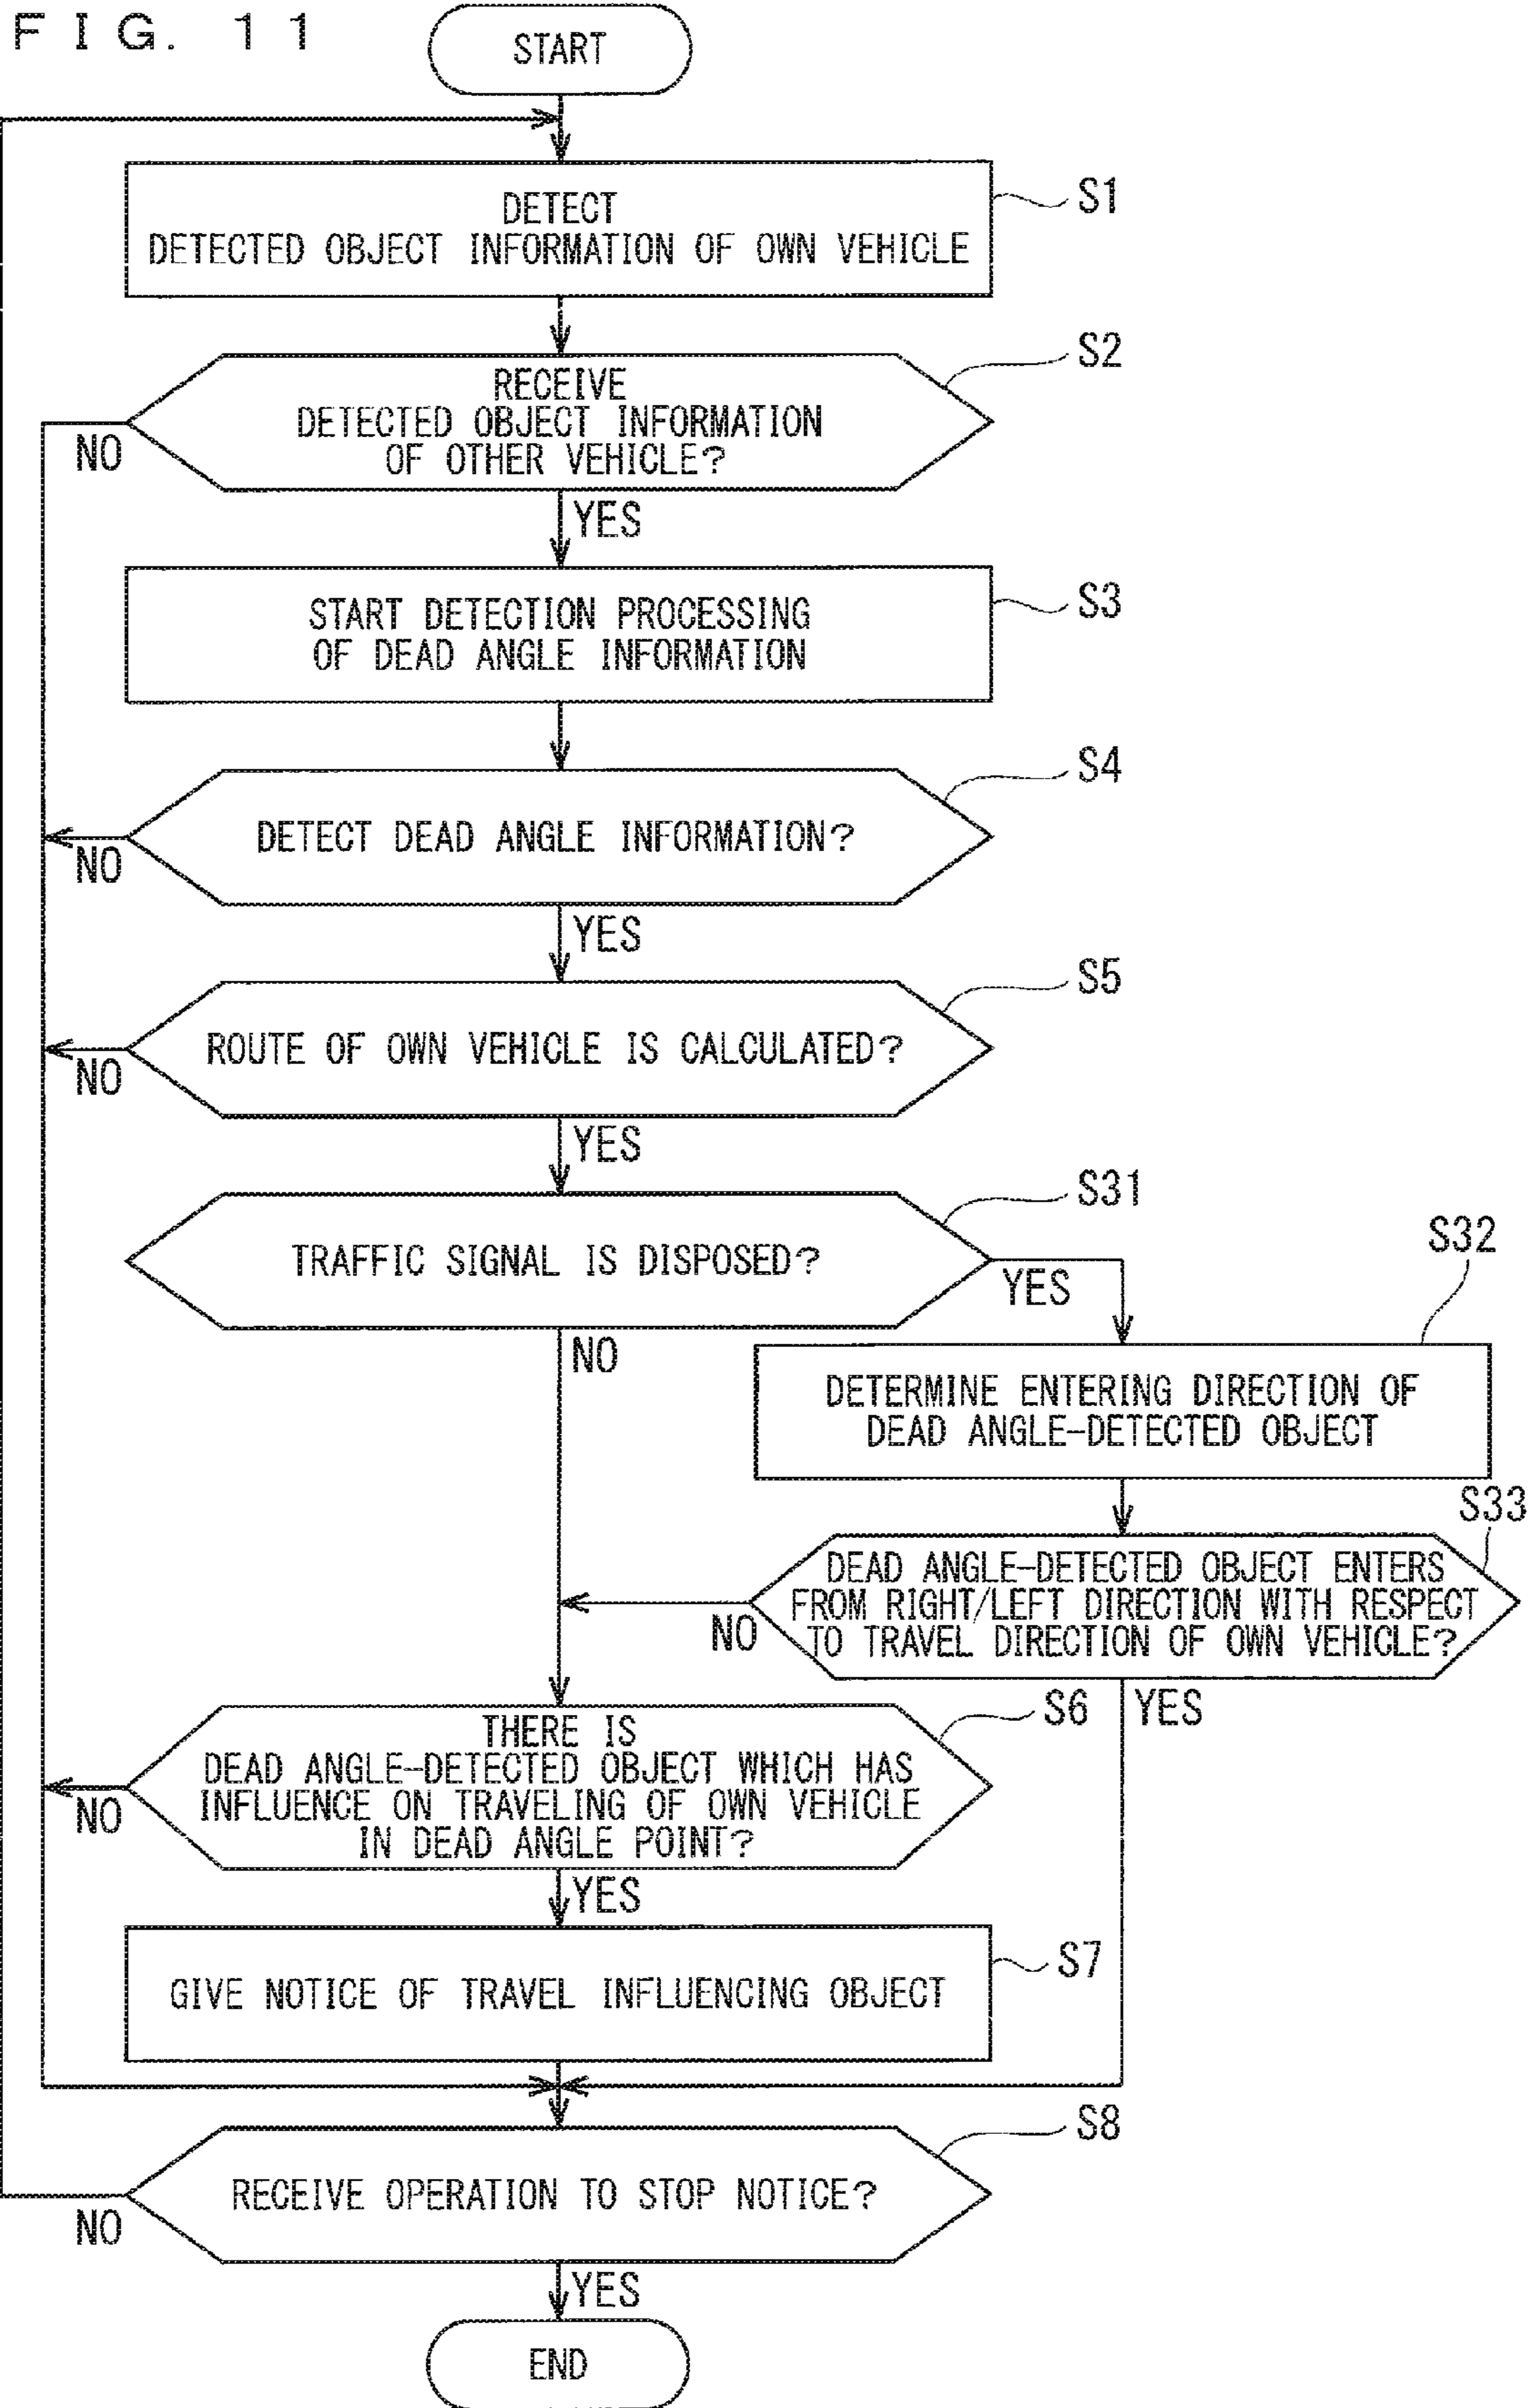 FIG. 11
START
DETECT
DETECTED OBJECT INFORMATION OF OWN VEHICLE
S1
RECEIVE
DETECTED OBJECT INFORMATION
OF OTHER VEHICLE?
S2
NO
YES
START DETECTION PROCESSING
OF DEAD ANGLE INFORMATION
S3
DETECT DEAD ANGLE INFORMATION?
S4
NO
YES
ROUTE OF OWN VEHICLE IS CALCULATED?
S5
NO
YES
TRAFFIC SIGNAL IS DISPOSED?
S31
YES
NO
S32
DETERMINE ENTERING DIRECTION OF
DEAD ANGLE-DETECTED OBJECT
S33
DEAD ANGLE-DETECTED OBJECT ENTERS
FROM RIGHT/LEFT DIRECTION WITH RESPECT
TO TRAVEL DIRECTION OF OWN VEHICLE?
NO
YES
THERE IS
DEAD ANGLE-DETECTED OBJECT WHICH HAS
INFLUENCE ON TRAVELING OF OWN VEHICLE
IN DEAD ANGLE POINT?
S6
NO
YES
GIVE NOTICE OF TRAVEL INFLUENCING OBJECT
S7
RECEIVE OPERATION TO STOP NOTICE?
S8
NO
YES
END